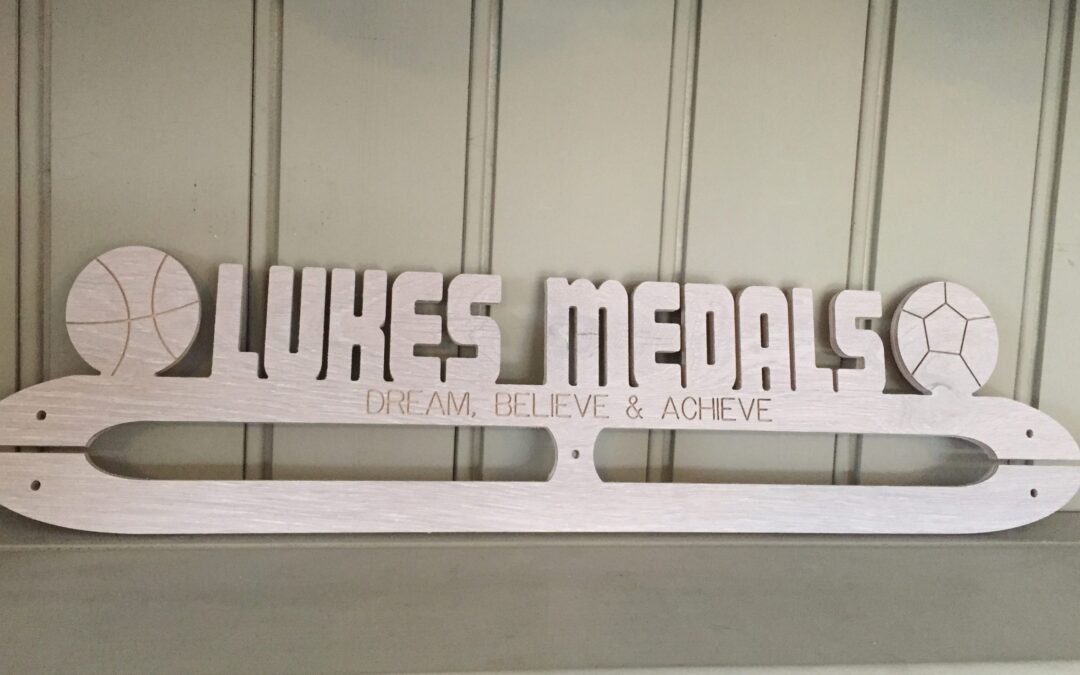 LUKES MEDALS
DREAM, BELIEVE & ACHIEVE